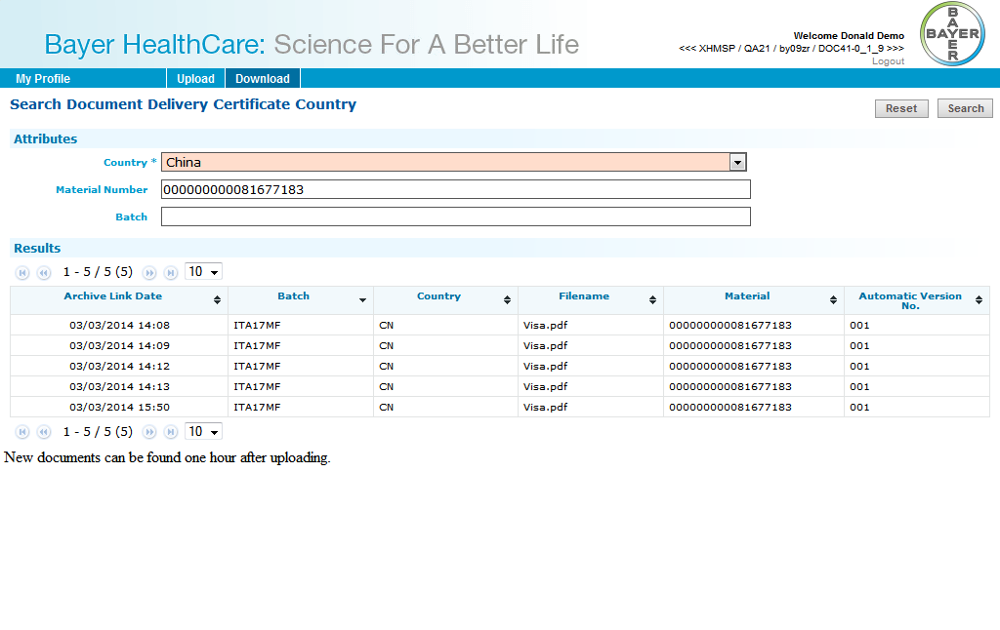 Bayer HealthCare: Science For A Better Life
Welcome Donald Demo
<<< XHMSP / QA21 / by09zr / DOC41-0_1_9 >>>
Logout
BAYER
BAYER
My Profile Upload Download
Search Document Delivery Certificate Country
Reset Search
Attributes
Country * China
Material Number 000000000081677183
Batch
Results
1 - 5 / 5 (5) 10
Archive Link Date Batch Country Filename Material Automatic Version No.
03/03/2014 14:08 ITA17MF CN Visa.pdf 000000000081677183 001
03/03/2014 14:09 ITA17MF CN Visa.pdf 000000000081677183 001
03/03/2014 14:12 ITA17MF CN Visa.pdf 000000000081677183 001
03/03/2014 14:13 ITA17MF CN Visa.pdf 000000000081677183 001
03/03/2014 15:50 ITA17MF CN Visa.pdf 000000000081677183 001
1 - 5 / 5 (5) 10
New documents can be found one hour after uploading.